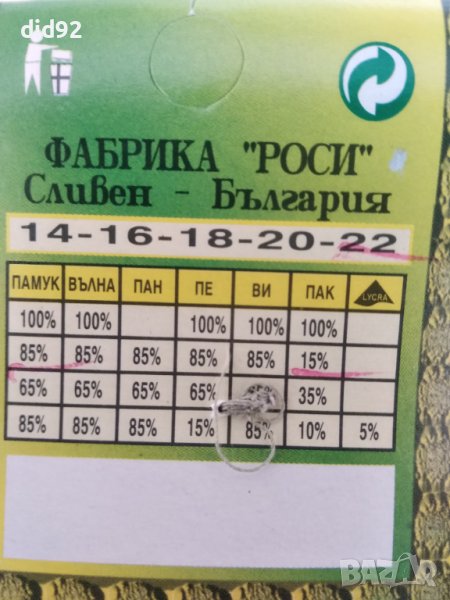 did92
ФАБРИКА "РОСИ"
Сливен - България
14-16-18-20-22
ПАМУК ВЪЛНА ПАН ПЕ ВИ ПАК LYCRA
100% 100% 100% 100% 100%
85% 85% 85% 85% 85% 15%
65% 65% 65% 65% 35%
85% 85% 85% 15% 85% 10% 5%
BAZAR